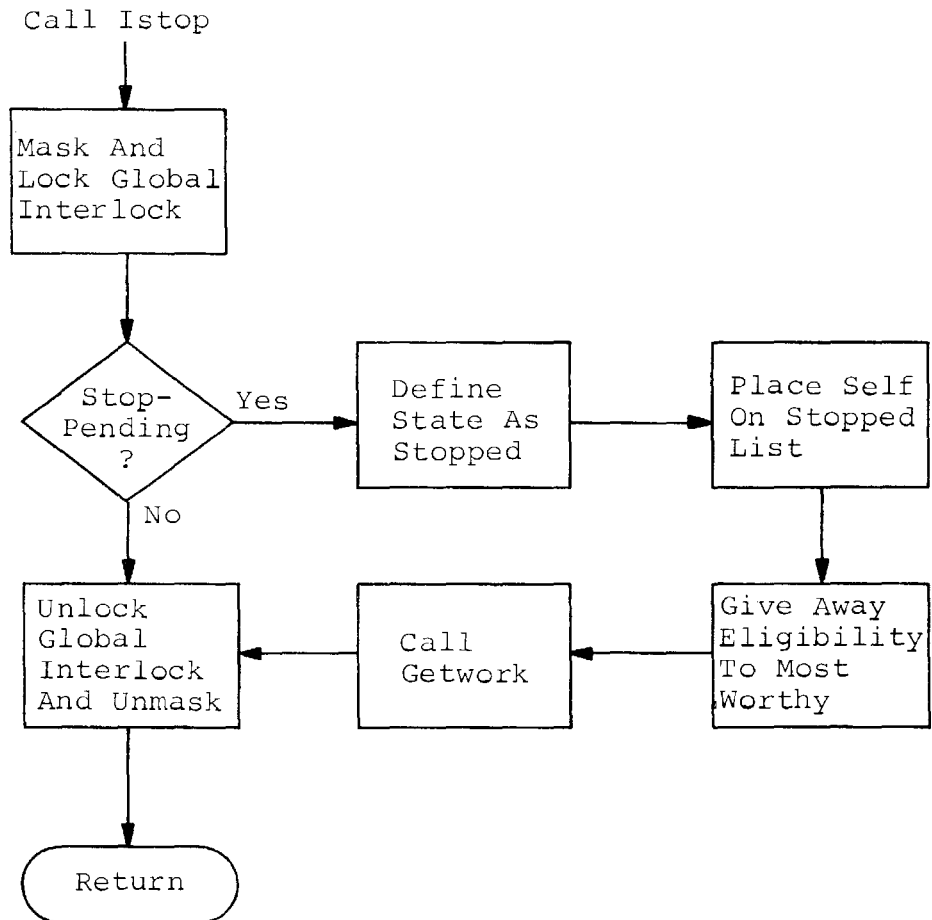 Call Istop
Mask And
Lock Global
Interlock
Stop-
Pending
?
Yes
No
Define
State As
Stopped
Place Self
On Stopped
List
Give Away
Eligibility
To Most
Worthy
Call
Getwork
Unlock
Global
Interlock
And Unmask
Return